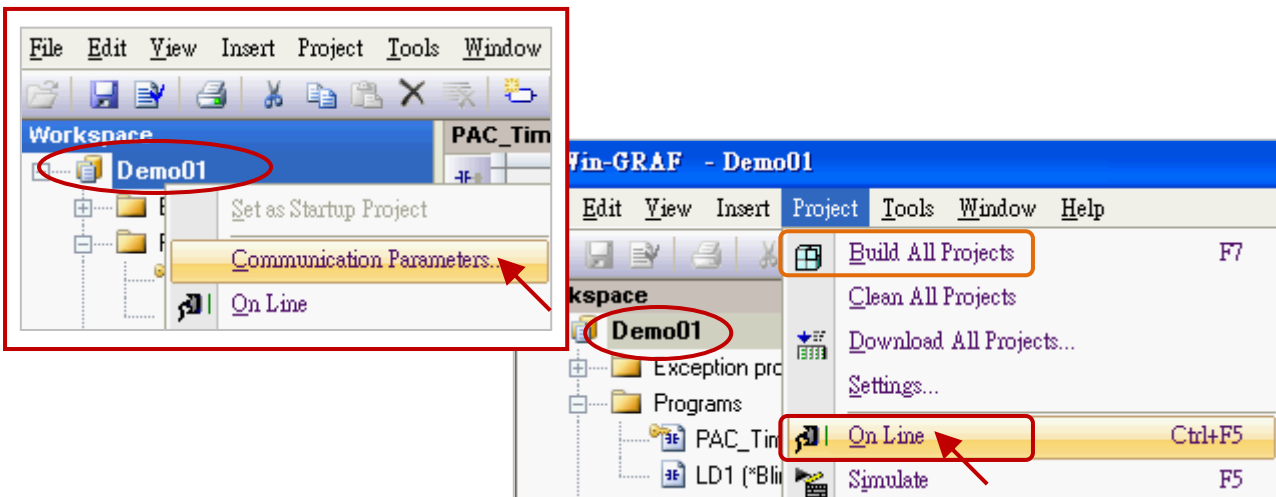 File Edit View Insert Project Tools Window
Workspace
PAC_Tim
Demo01
Set as Startup Project
Communication Parameters..
On Line
Win-GRAF - Demo01
Edit View Insert Project Tools Window Help
Build All Projects F7
kspace
Clean All Projects
Demo01
Download All Projects...
Exception pro
Settings...
Programs
PAC_Tim
On Line Ctrl+F5
LD1 (*Bli
Simulate F5